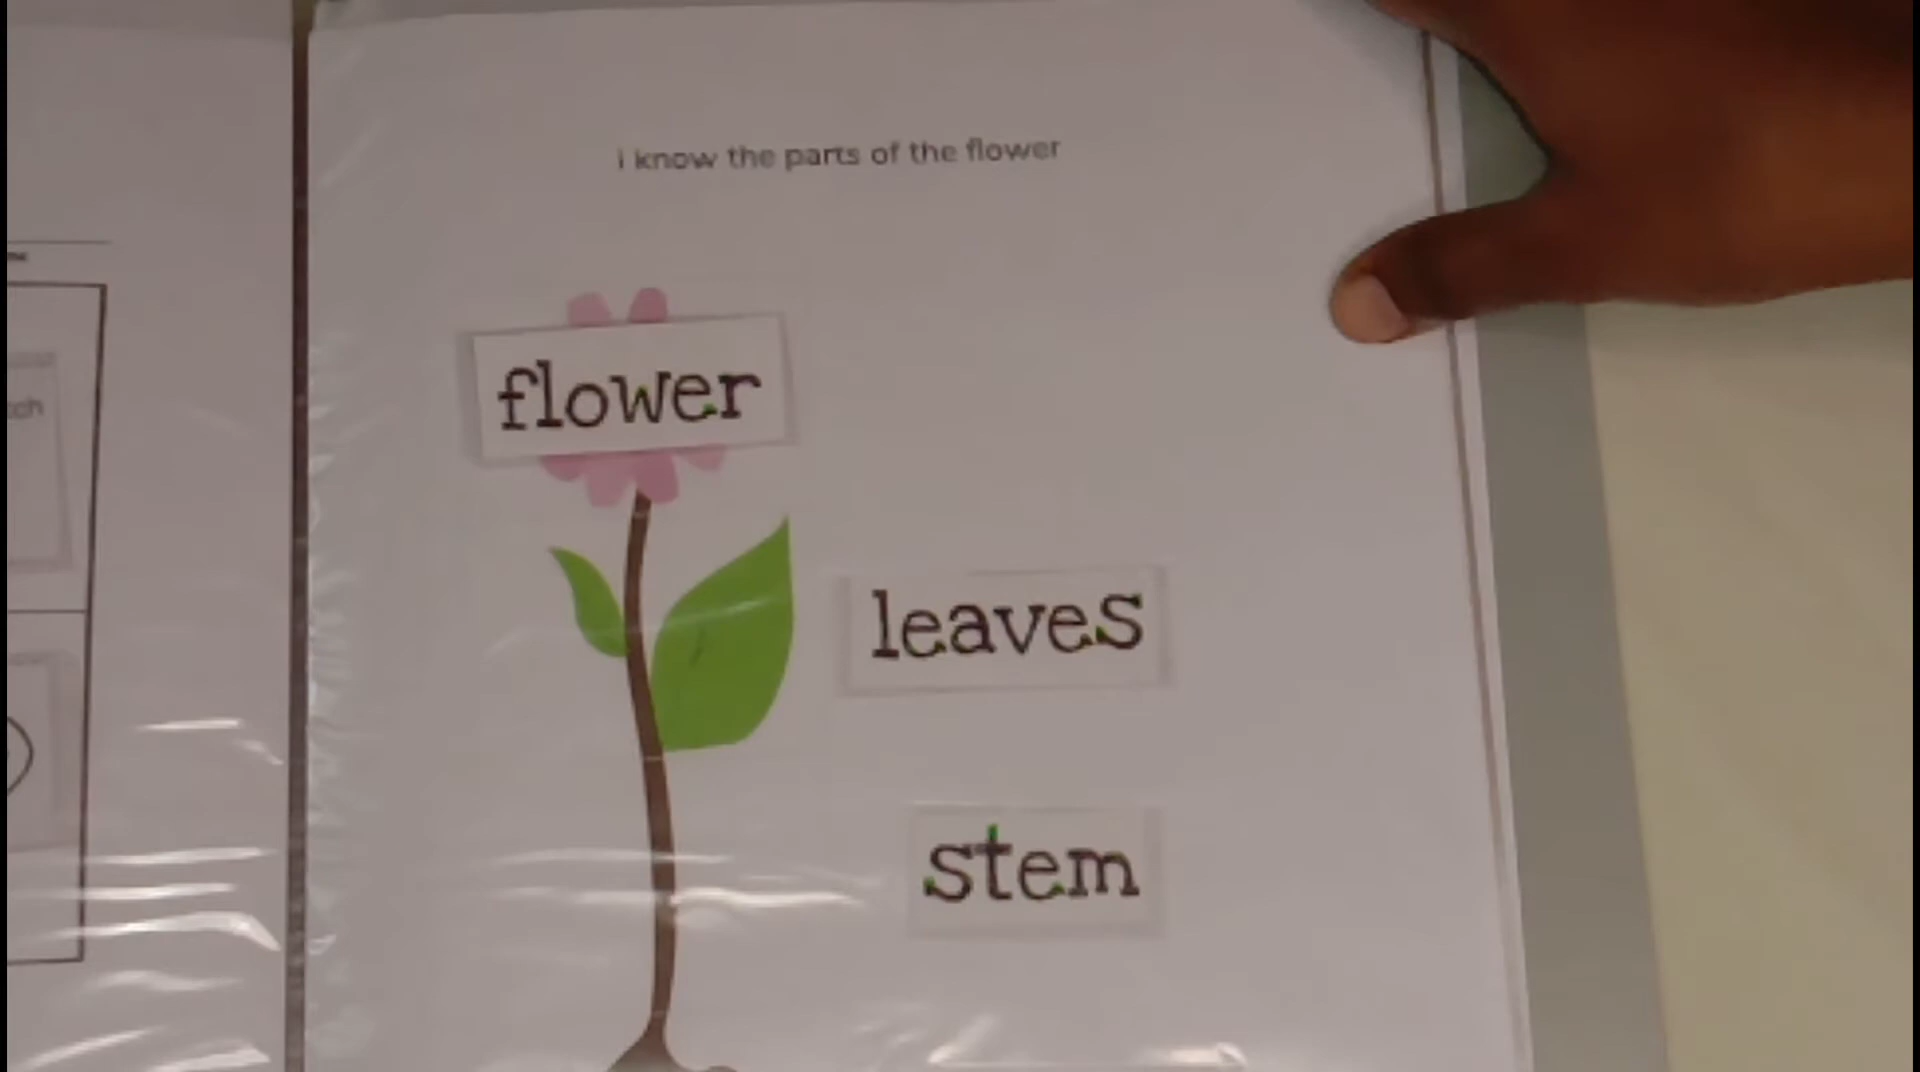 i know the parts of the flower
flower
leaves
stem